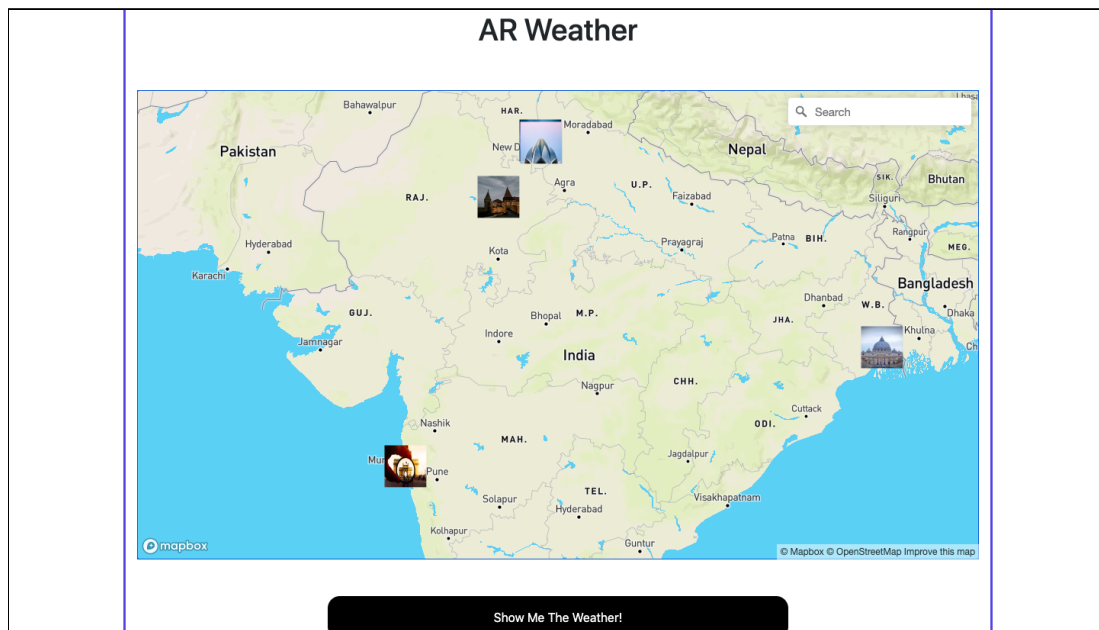 AR Weather
Search
Bahawalpur
HAR.
Moradabad
Pakistan
New D
Nepal
Agra
U.P.
SIK.
Bhutan
RAJ.
Faizabad
Siliguri
Rangpur
Hyderabad
Kota
Prayagraj
Patna
BIH.
MEG.
Karachi
Bangladesh
GUJ.
Bhopal
M.P.
Dhanbad
W.B.
Dhaka
JHA.
Khulna
Jamnagar
Indore
India
Ch
Nagpur
CHH.
Cuttack
Nashik
MAH.
ODI.
Mur
Pune
Jagdalpur
Solapur
TEL.
Visakhapatnam
Hyderabad
Kolhapur
Guntur
mapbox
© Mapbox © OpenStreetMap Improve this map
Show Me The Weather!